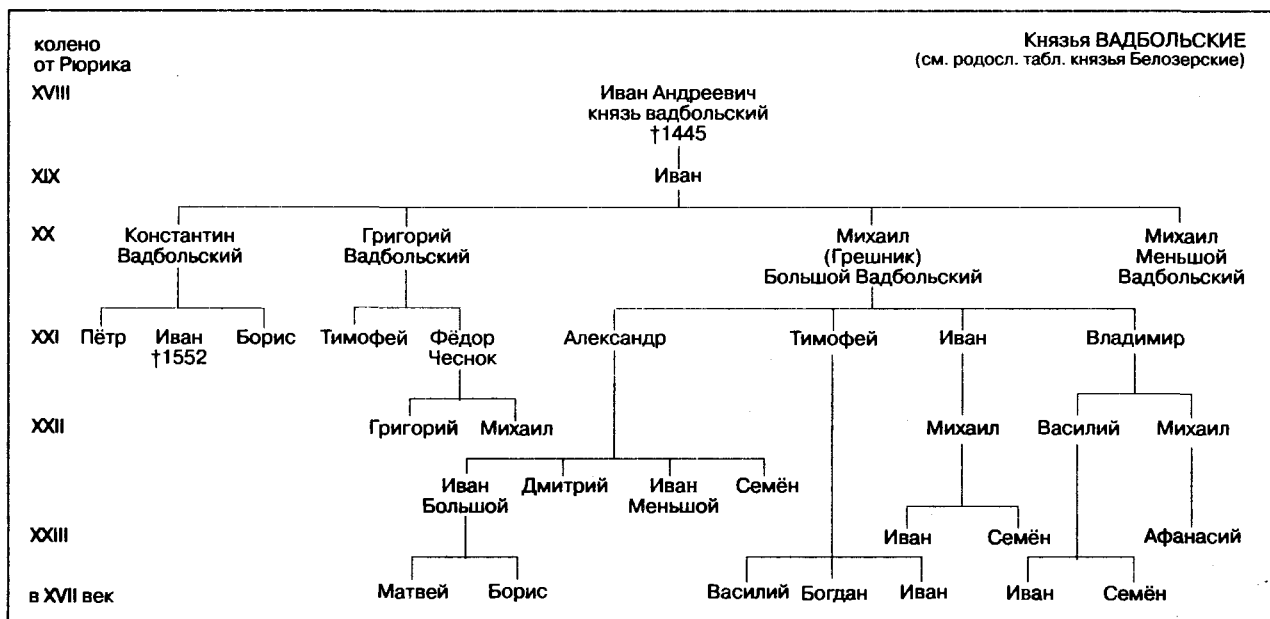 колено
от Рюрика
Князья ВАДБОЛЬСКИЕ
(см. родосл. табл. князья Белозерские)
XVIII
Иван Андреевич
князь вадбольский
†1445
XIX
Иван
XX
Константин
Вадбольский
Григорий
Вадбольский
Михаил
(Грешник)
Большой Вадбольский
Михаил
Меньшой
Вадбольский
XXI
Пётр
Иван
†1552
Борис
Тимофей
Фёдор
Чеснок
Александр
Тимофей
Иван
Владимир
XXII
Григорий
Михаил
Михаил
Василий
Михаил
Иван
Большой
Дмитрий
Иван
Меньшой
Семён
XXIII
Иван
Семён
Афанасий
в XVII век
Матвей
Борис
Василий
Богдан
Иван
Иван
Семён